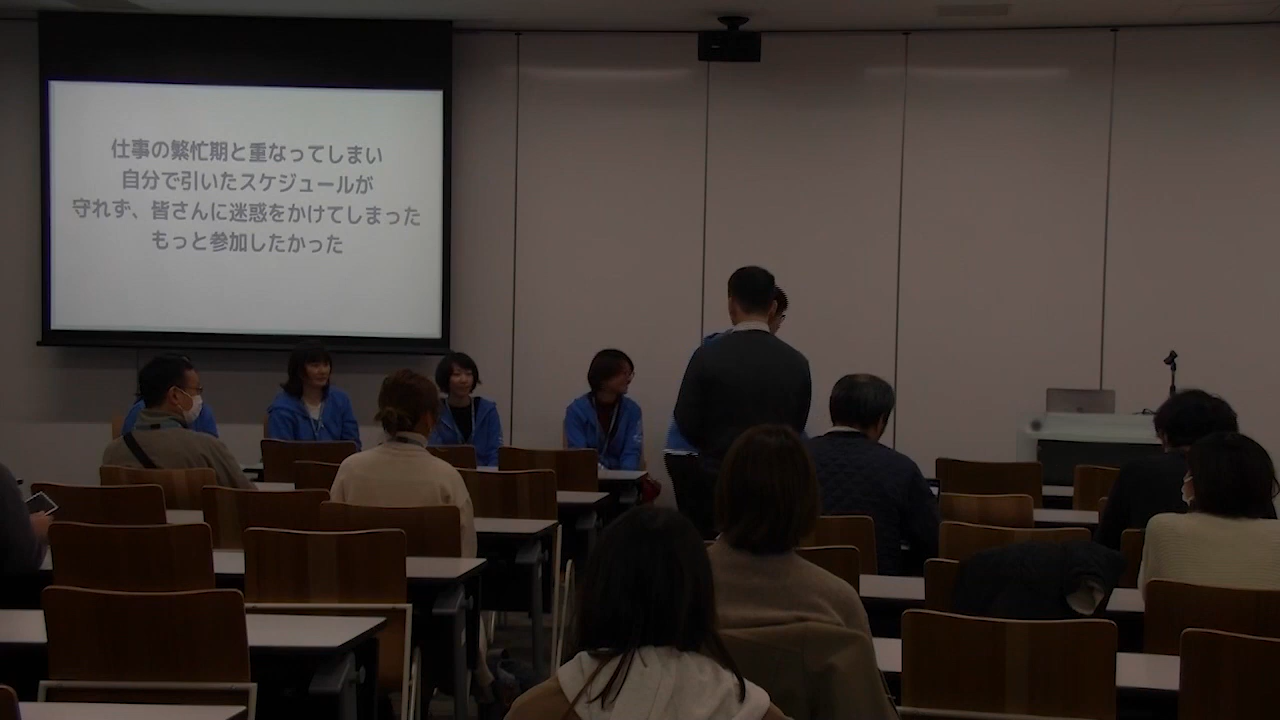 仕事の繁忙期と重なってしまい
自分で引いたスケジュールが
守れず、皆さんに迷惑をかけてしまった
もっと参加したかった